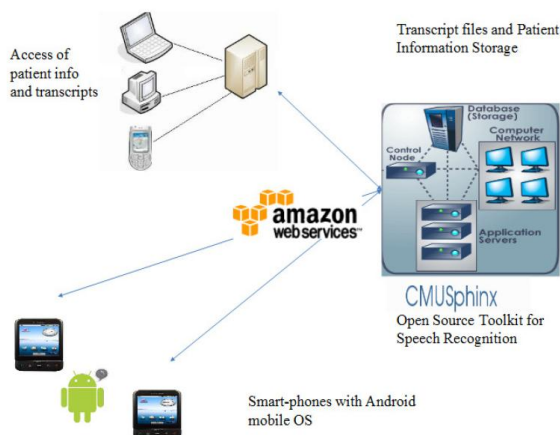 Access of
patient info
and transcripts
Transcript files and Patient
Information Storage
Database
(Storage)
Computer
Network
Control
Node
Application
Servers
amazon
webservices™
CMUSphinx
Open Source Toolkit for
Speech Recognition
Smart-phones with Android
mobile OS